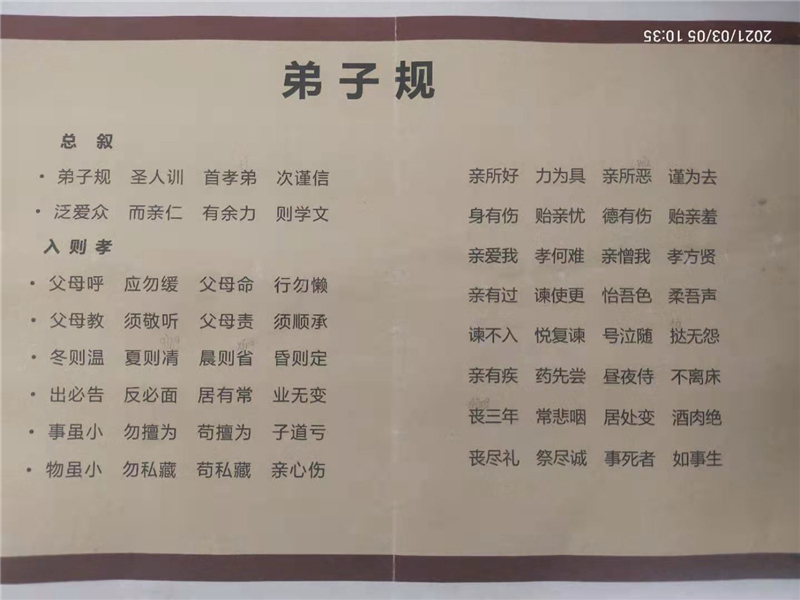 2021/03/05 10:35
弟子规
总 叙
• 弟子规 圣人训 首孝弟 次谨信
• 泛爱众 而亲仁 有余力 则学文
入则孝
• 父母呼 应勿缓 父母命 行勿懒
• 父母教 须敬听 父母责 须顺承
• 冬则温 夏则凊 晨则省 昏则定
• 出必告 反必面 居有常 业无变
• 事虽小 勿擅为 苟擅为 子道亏
• 物虽小 勿私藏 苟私藏 亲心伤
亲所好 力为具 亲所恶 谨为去
身有伤 贻亲忧 德有伤 贻亲羞
亲爱我 孝何难 亲憎我 孝方贤
亲有过 谏使更 怡吾色 柔吾声
谏不入 悦复谏 号泣随 挞无怨
亲有疾 药先尝 昼夜侍 不离床
丧三年 常悲咽 居处变 酒肉绝
丧尽礼 祭尽诚 事死者 如事生